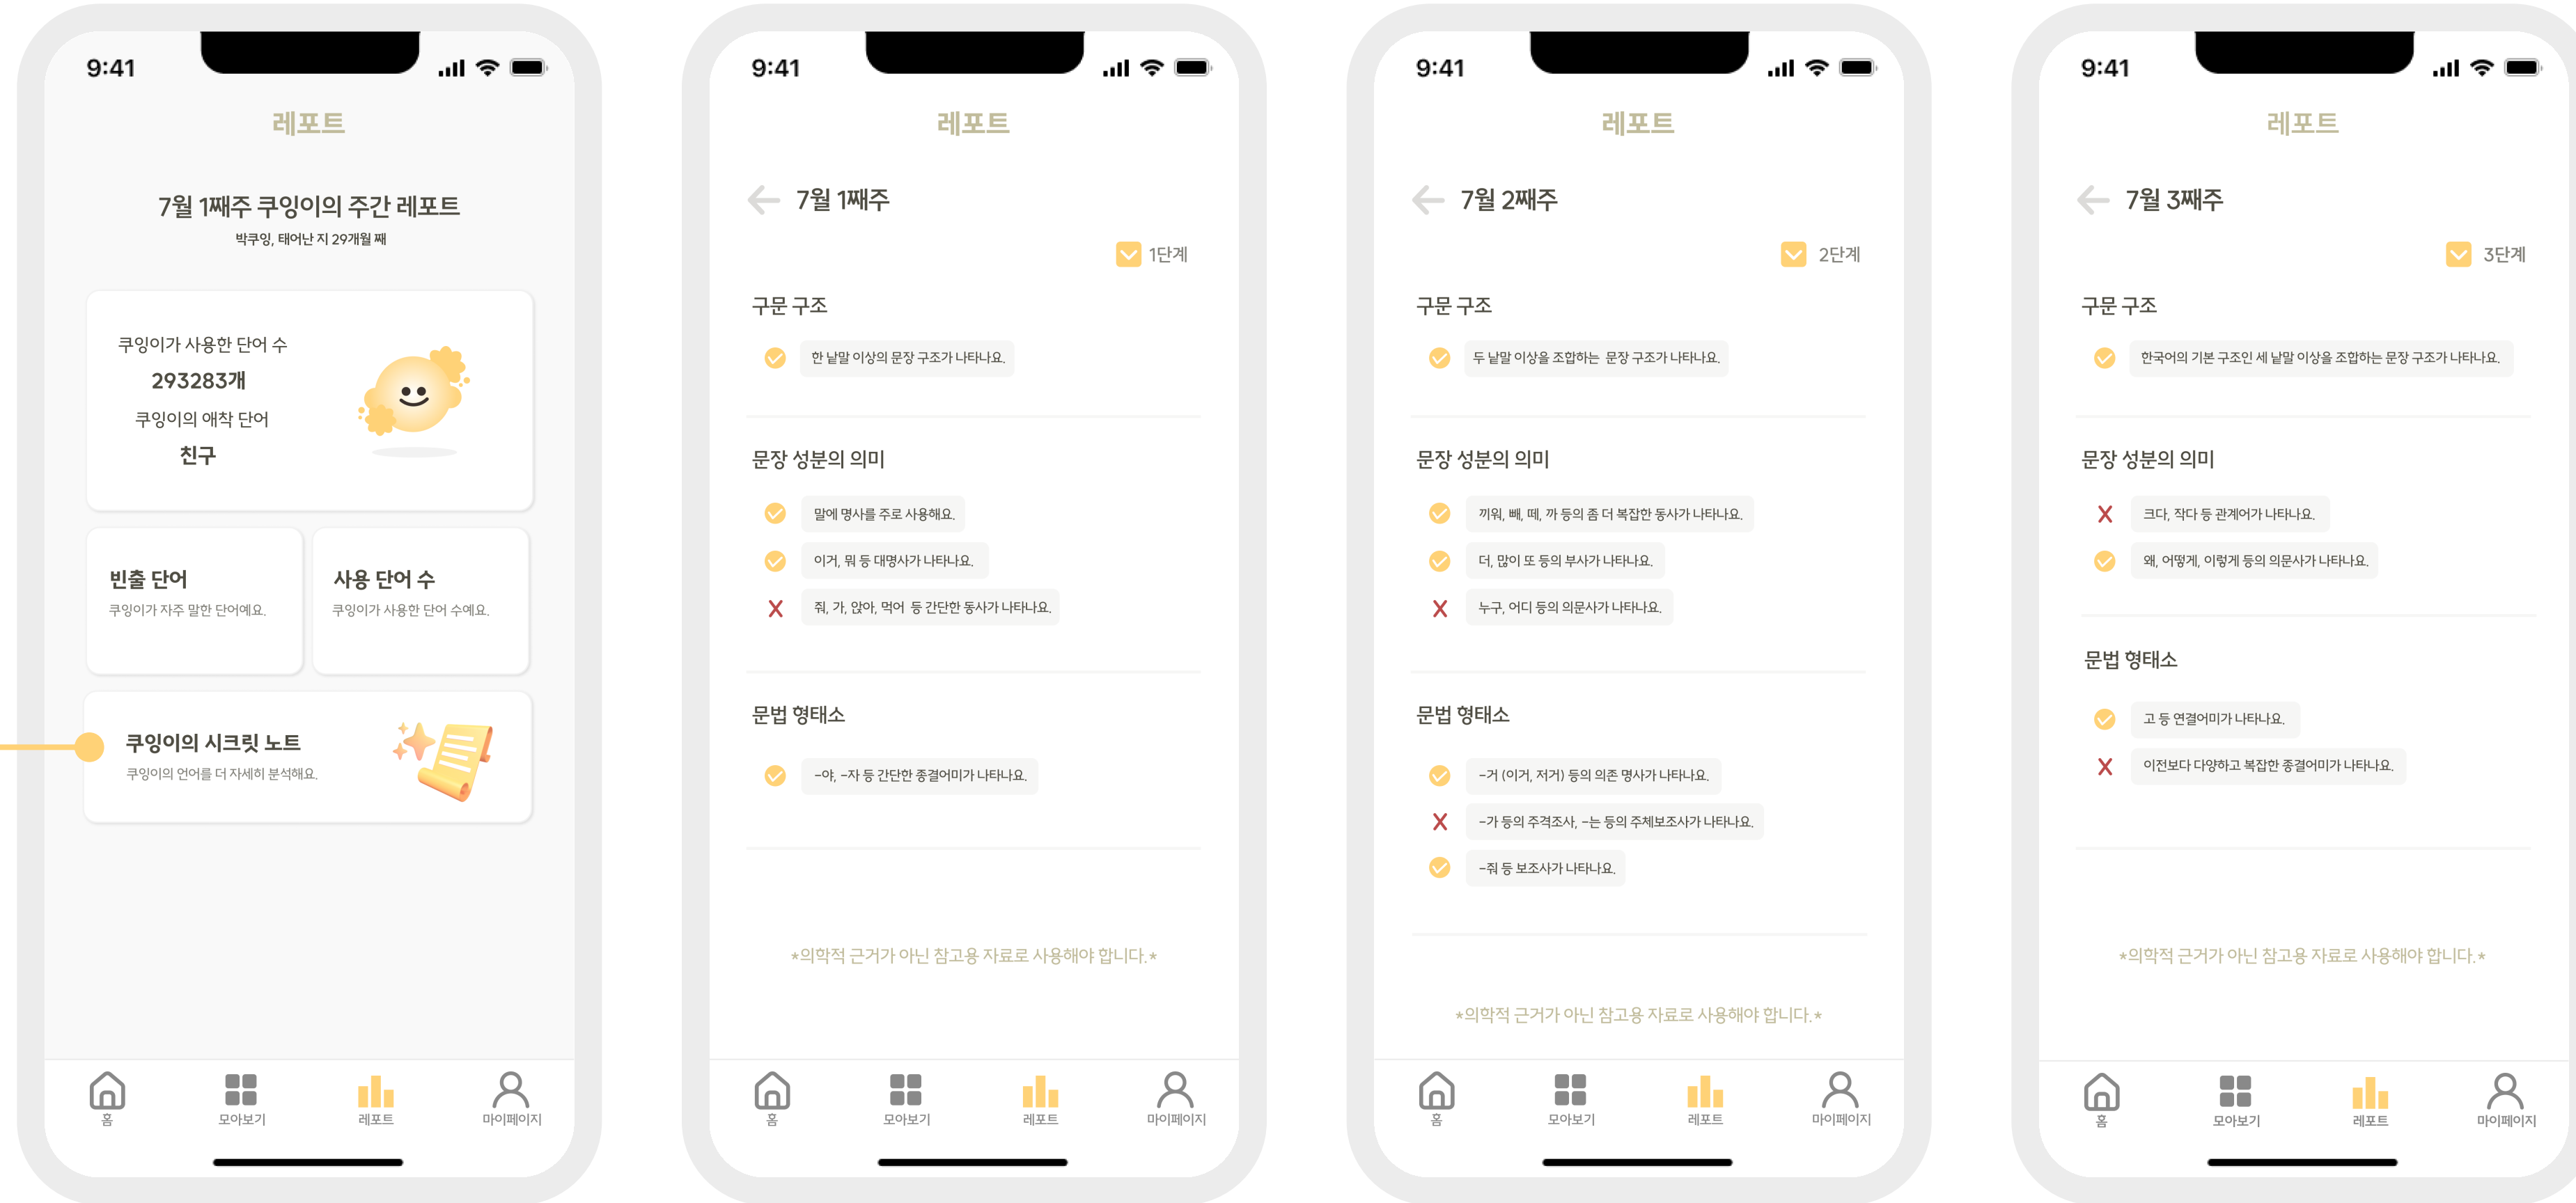 9:41
레포트
7월 1째주 쿠잉이의 주간 레포트
박쿠잉, 태어난 지 29개월 째
쿠잉이가 사용한 단어 수
293283개
쿠잉이의 애착 단어
친구
빈출 단어
쿠잉이가 자주 말한 단어예요.
사용 단어 수
쿠잉이가 사용한 단어 수예요.
쿠잉이의 시크릿 노트
쿠잉이의 언어를 더 자세히 분석해요.
홈
모아보기
레포트
마이페이지
9:41
레포트
7월 1째주
1단계
구문 구조
한 낱말 이상의 문장 구조가 나타나요.
문장 성분의 의미
말에 명사를 주로 사용해요.
이거, 뭐 등 대명사가 나타나요.
줘, 가, 앉아, 먹어 등 간단한 동사가 나타나요.
문법 형태소
-야, -자 등 간단한 종결어미가 나타나요.
*의학적 근거가 아닌 참고용 자료로 사용해야 합니다.*
홈
모아보기
레포트
마이페이지
9:41
레포트
7월 2째주
2단계
구문 구조
두 낱말 이상을 조합하는 문장 구조가 나타나요.
문장 성분의 의미
끼워, 빼, 떼, 까 등의 좀 더 복잡한 동사가 나타나요.
더, 많이 또 등의 부사가 나타나요.
누구, 어디 등의 의문사가 나타나요.
문법 형태소
-거 (이거, 저거) 등의 의존 명사가 나타나요.
-가 등의 주격조사, -는 등의 주체보조사가 나타나요.
-줘 등 보조사가 나타나요.
*의학적 근거가 아닌 참고용 자료로 사용해야 합니다.*
홈
모아보기
레포트
마이페이지
9:41
레포트
7월 3째주
3단계
구문 구조
한국어의 기본 구조인 세 낱말 이상을 조합하는 문장 구조가 나타나요.
문장 성분의 의미
크다, 작다 등 관계어가 나타나요.
왜, 어떻게, 이렇게 등의 의문사가 나타나요.
문법 형태소
고 등 연결어미가 나타나요.
이전보다 다양하고 복잡한 종결어미가 나타나요.
*의학적 근거가 아닌 참고용 자료로 사용해야 합니다.*
홈
모아보기
레포트
마이페이지